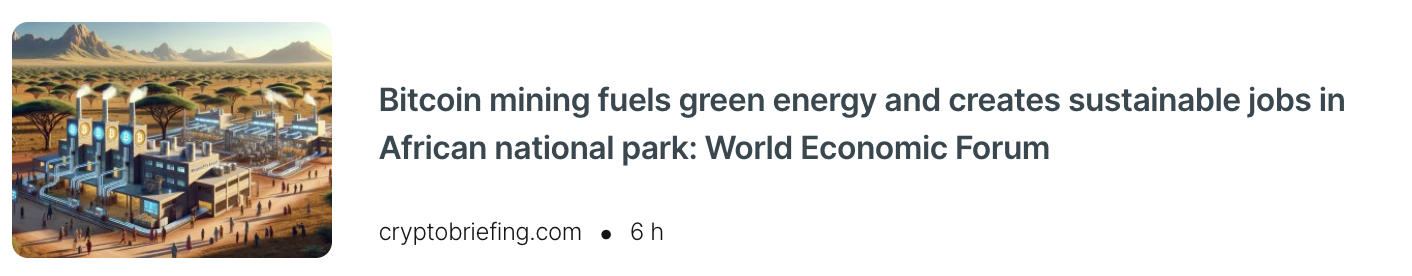 Bitcoin mining fuels green energy and creates sustainable jobs in
African national park: World Economic Forum
cryptobriefing.com ● 6 h